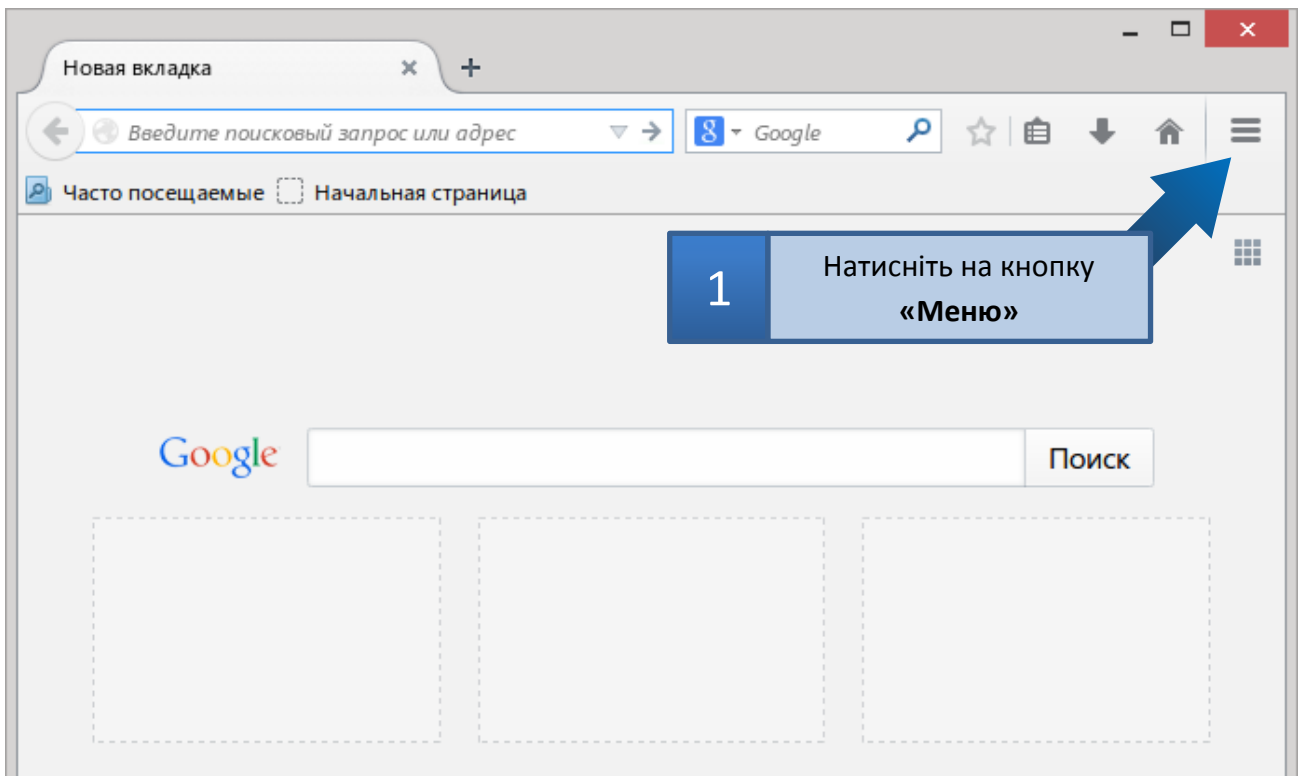 Новая вкладка
Введите поисковый запрос или адрес
8 Google
Часто посещаемые Начальная страница
1
Натисніть на кнопку
«Меню»
Google
Поиск